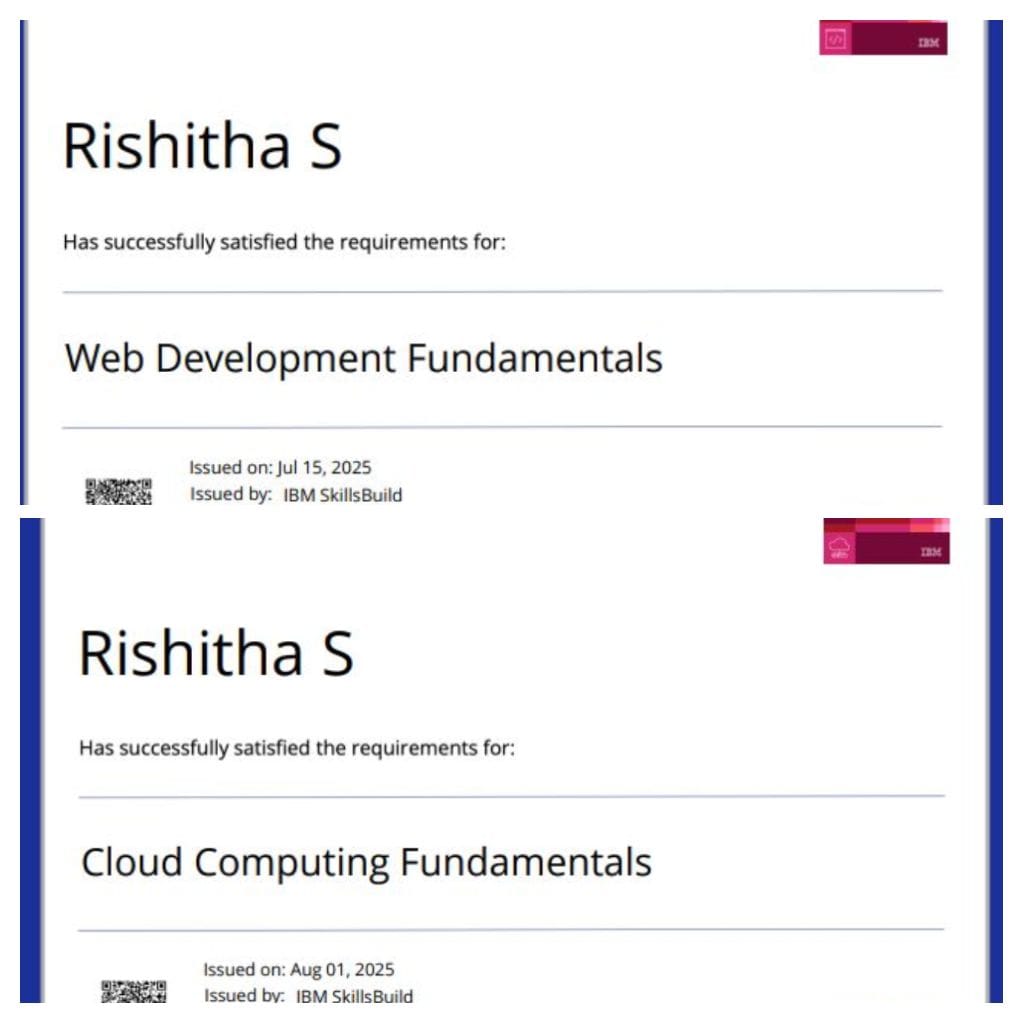 IBM
Rishitha S
Has successfully satisfied the requirements for:
Web Development Fundamentals
Issued on: Jul 15, 2025
Issued by: IBM SkillsBuild
IBM
Rishitha S
Has successfully satisfied the requirements for:
Cloud Computing Fundamentals
Issued on: Aug 01, 2025
Issued by: IBM SkillsBuild